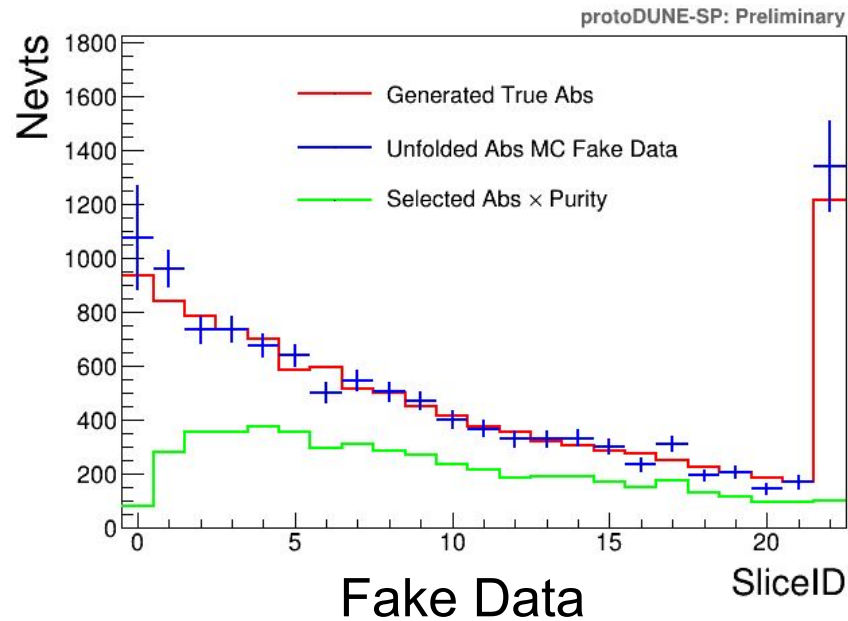 protoDUNE-SP: Preliminary
Nevts
1800
1600
1400
1200
1000
800
600
400
200
0
Generated True Abs
Unfolded Abs MC Fake Data
Selected Abs × Purity
0 5 10 15 20
SliceID
Fake Data